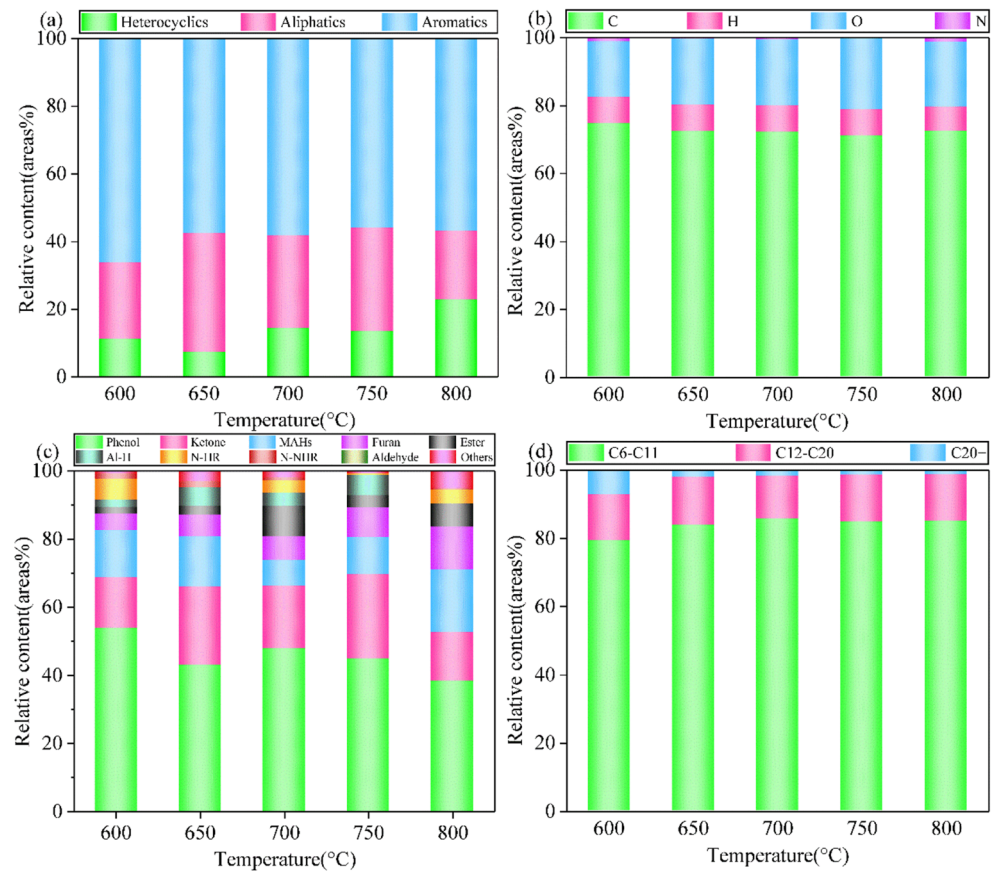 (a) Heterocyclics Aliphatics Aromatics
100
80
60
40
20
0
Relative content(areas%)
600 650 700 750 800
Temperature(°C)
(b) C H O N
100
80
60
40
20
0
Relative content(areas%)
600 650 700 750 800
Temperature(°C)
(c) Phenol Ketone MAHs Furan Ester
Al-H N-HR N-NHR Aldehyde Others
100
80
60
40
20
0
Relative content(areas%)
600 650 700 750 800
Temperature(°C)
(d) C6-C11 C12-C20 C20−
100
80
60
40
20
0
Relative content(areas%)
600 650 700 750 800
Temperature(°C)